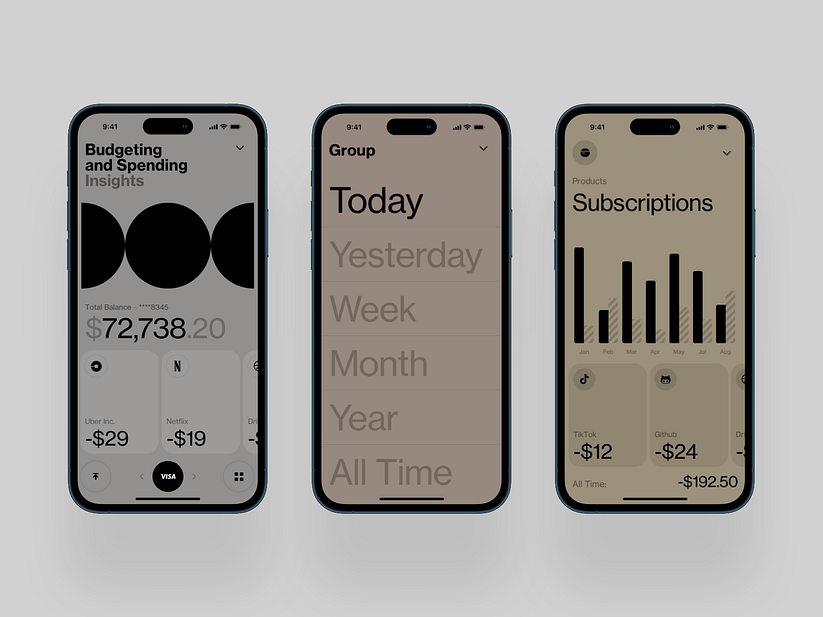 9:41
Budgeting
and Spending
Insights
Total Balance - ****8345
$72,738.20
Uber Inc.
-$29
N
Netflix
-$19
VISA
9:41
Group
Today
Yesterday
Week
Month
Year
All Time
9:41
Products
Subscriptions
Jan Feb Mar Apr May Jul Aug
TikTok
-$12
Github
-$24
All Time:
-$192.50